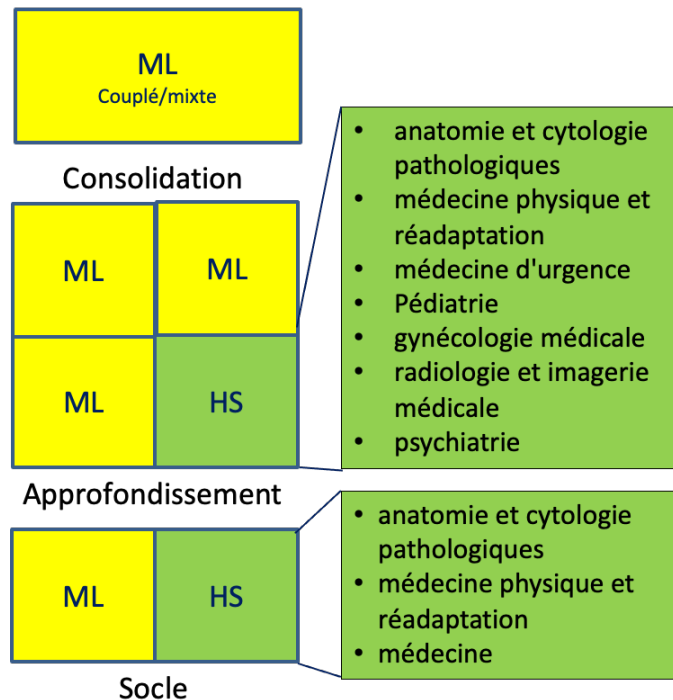 ML
Couplé/mixte
Consolidation
ML
ML
ML
HS
Approfondissement
ML
HS
Socle
• anatomie et cytologie
pathologiques
• médecine physique et
réadaptation
• médecine d'urgence
• Pédiatrie
• gynécologie médicale
• radiologie et imagerie
médicale
• psychiatrie
• anatomie et cytologie
pathologiques
• médecine physique et
réadaptation
• médecine